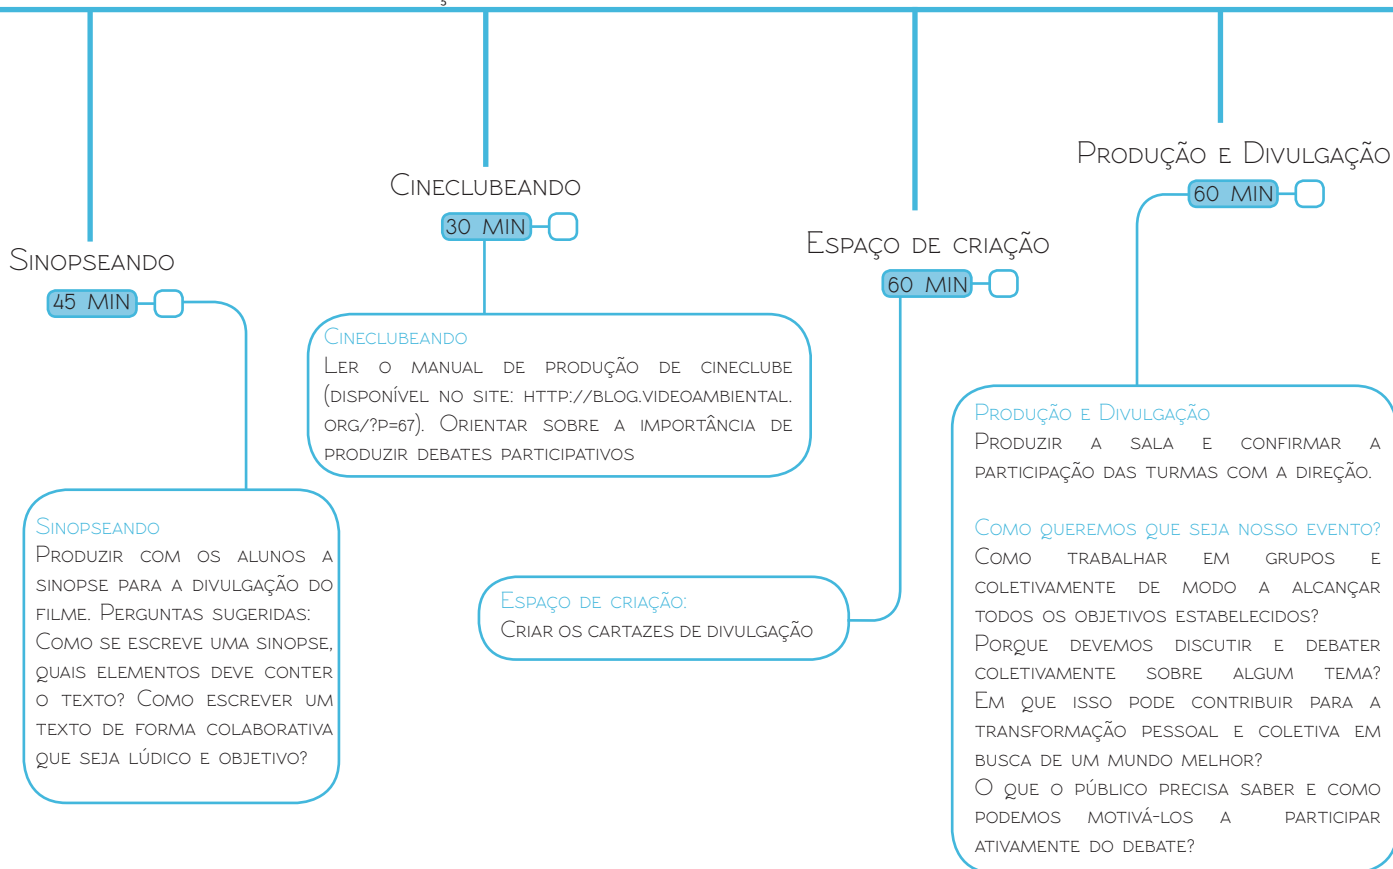 Produção e Divulgação
60 min
Cineclubeando
30 min
Espaço de criação
60 min
Sinopseando
45 min
Cineclubeando
Ler o manual de produção de cineclube
(disponível no site: http://blog.videoambiental.
org/?p=67). Orientar sobre a importância de
produzir debates participativos
Produção e Divulgação
Produzir a sala e confirmar a
participação das turmas com a direção.
Como queremos que seja nosso evento?
Como trabalhar em grupos e
coletivamente de modo a alcançar
todos os objetivos estabelecidos?
Porque devemos discutir e debater
coletivamente sobre algum tema?
Em que isso pode contribuir para a
transformação pessoal e coletiva em
busca de um mundo melhor?
O que o público precisa saber e como
podemos motivá-los a participar
ativamente do debate?
Sinopseando
Produzir com os alunos a
sinopse para a divulgação do
filme. Perguntas sugeridas:
Como se escreve uma sinopse,
quais elementos deve conter
o texto? Como escrever um
texto de forma colaborativa
que seja lúdico e objetivo?
Espaço de criação:
Criar os cartazes de divulgação